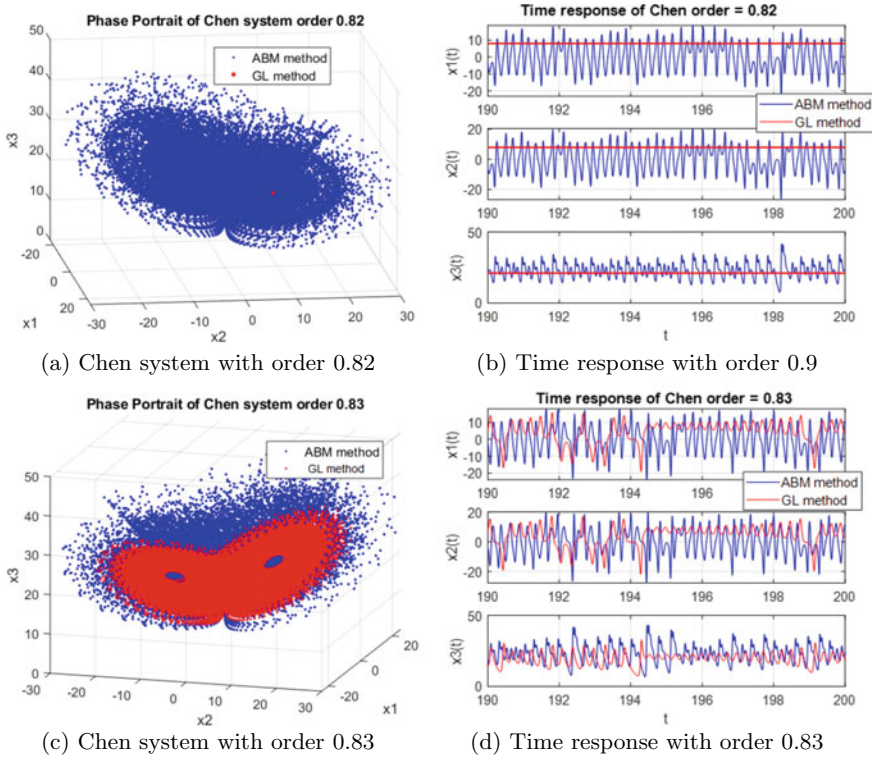 Phase Portrait of Chen system order 0.82
ABM method
GL method
50
40
30
20
10
0
x3
-20
0
20
x1
-30
-20
-10
0
10
20
30
x2
(a) Chen system with order 0.82
Time response of Chen order = 0.82
x1(t)
10
0
-10
-20
190
192
194
196
200
ABM method
GL method
x2(t)
20
0
-20
190
192
194
196
198
200
x3(t)
50
0
190
192
194
196
198
200
t
(b) Time response with order 0.9
Phase Portrait of Chen system order 0.83
ABM method
GL method
50
40
30
20
10
0
x3
-30
-20
-10
0
10
20
30
x2
20
0
-20
x1
(c) Chen system with order 0.83
Time response of Chen order = 0.83
x1(t)
10
0
-10
-20
190
192
194
196
200
ABM method
GL method
x2(t)
20
0
-20
190
192
194
196
198
200
x3(t)
50
0
190
192
194
196
198
200
t
(d) Time response with order 0.83